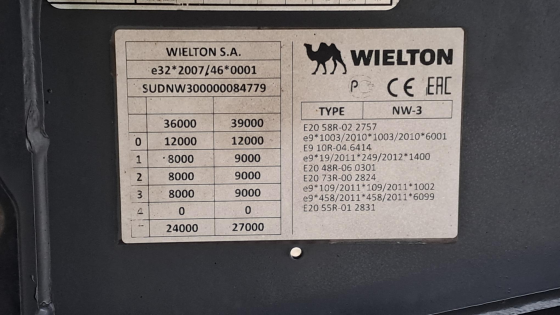 WIELTON S.A.
e32*2007/46*0001
SUDNW300000084779
36000 39000
0 12000 12000
1 8000 9000
2 8000 9000
3 8000 9000
4 0 0
24000 27000
WIELTON
P CE EAC
TYPE NW-3
E20 58R-02 2757
e9*1003/2010*1003/2010*6001
E9 10R-04.6414
e9*19/2011*249/2012*1400
E20 48R-06 0301
E20 73R-00 2824
e9*109/2011*109/2011*1002
e9*458/2011*458/2011*6099
E20 55R-01 2831